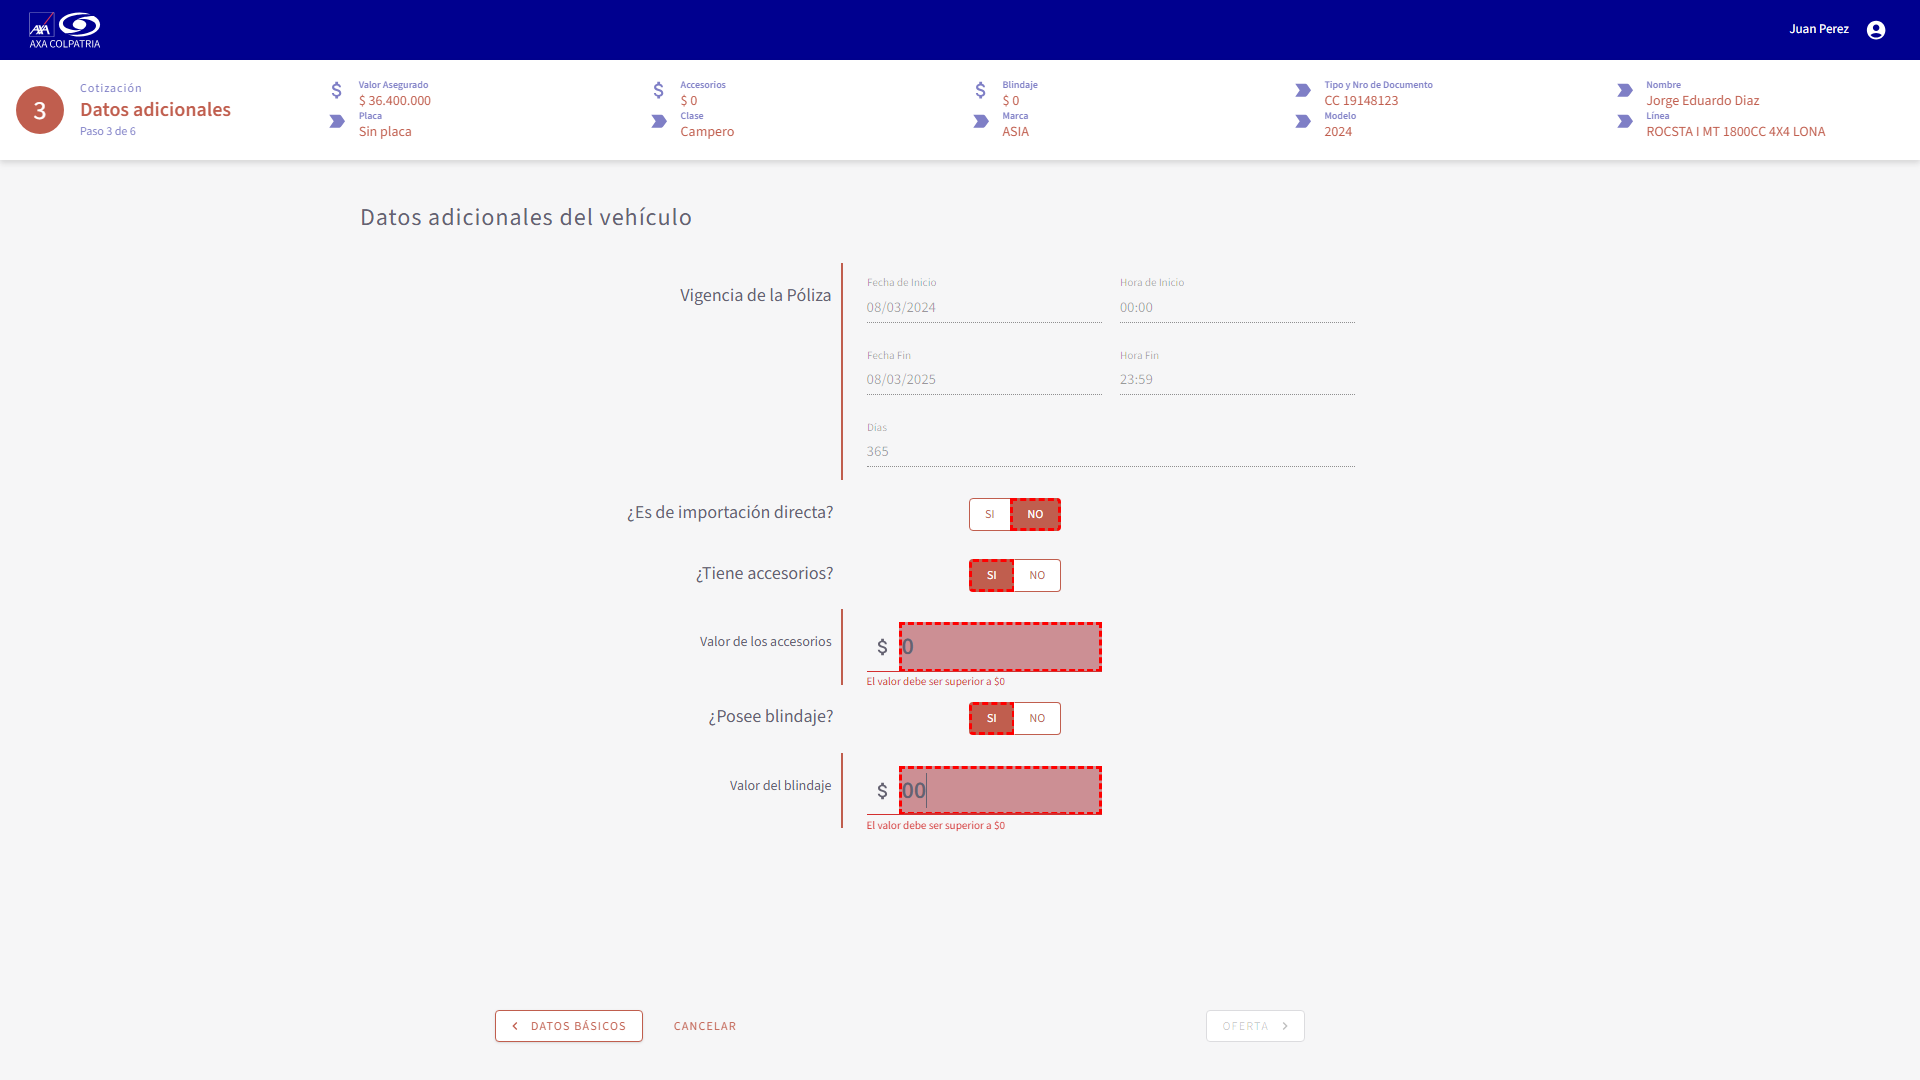 AXA
AXA COLPATRIA
Juan Perez
3
Cotización
Datos adicionales
Paso 3 de 6
Valor Asegurado
$ 36.400.000
Placa
Sin placa
Accesorios
$ 0
Clase
Campero
Blindaje
$ 0
Marca
ASIA
Tipo y Nro de Documento
CC 19148123
Modelo
2024
Nombre
Jorge Eduardo Diaz
Línea
ROCSTA I MT 1800CC 4X4 LONA
Datos adicionales del vehículo
Vigencia de la Póliza
Fecha de Inicio
08/03/2024
Hora de Inicio
00:00
Fecha Fin
08/03/2025
Hora Fin
23:59
Días
365
¿Es de importación directa?
SI NO
¿Tiene accesorios?
SI NO
Valor de los accesorios
$ 0
El valor debe ser superior a $0
¿Posee blindaje?
SI NO
Valor del blindaje
$ 00
El valor debe ser superior a $0
DATOS BÁSICOS
CANCELAR
OFERTA